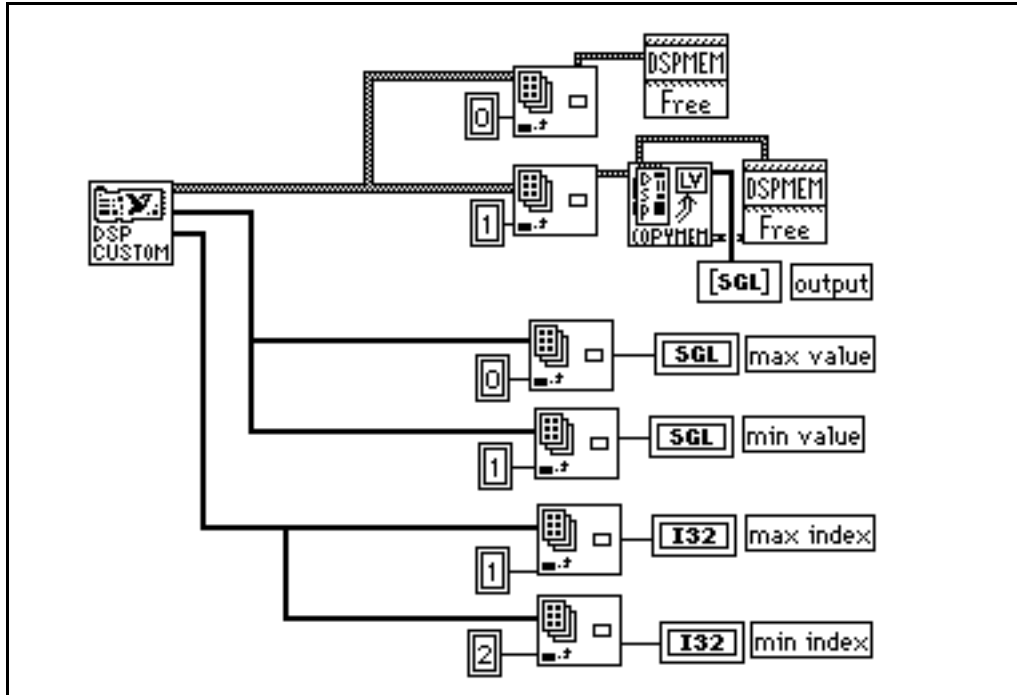 DSPMEM
Free
0
1
DSP
LV
COPYMEM
DSPMEM
Free
DSP
CUSTOM
[SGL] output
0
SGL max value
1
SGL min value
1
I32 max index
2
I32 min index